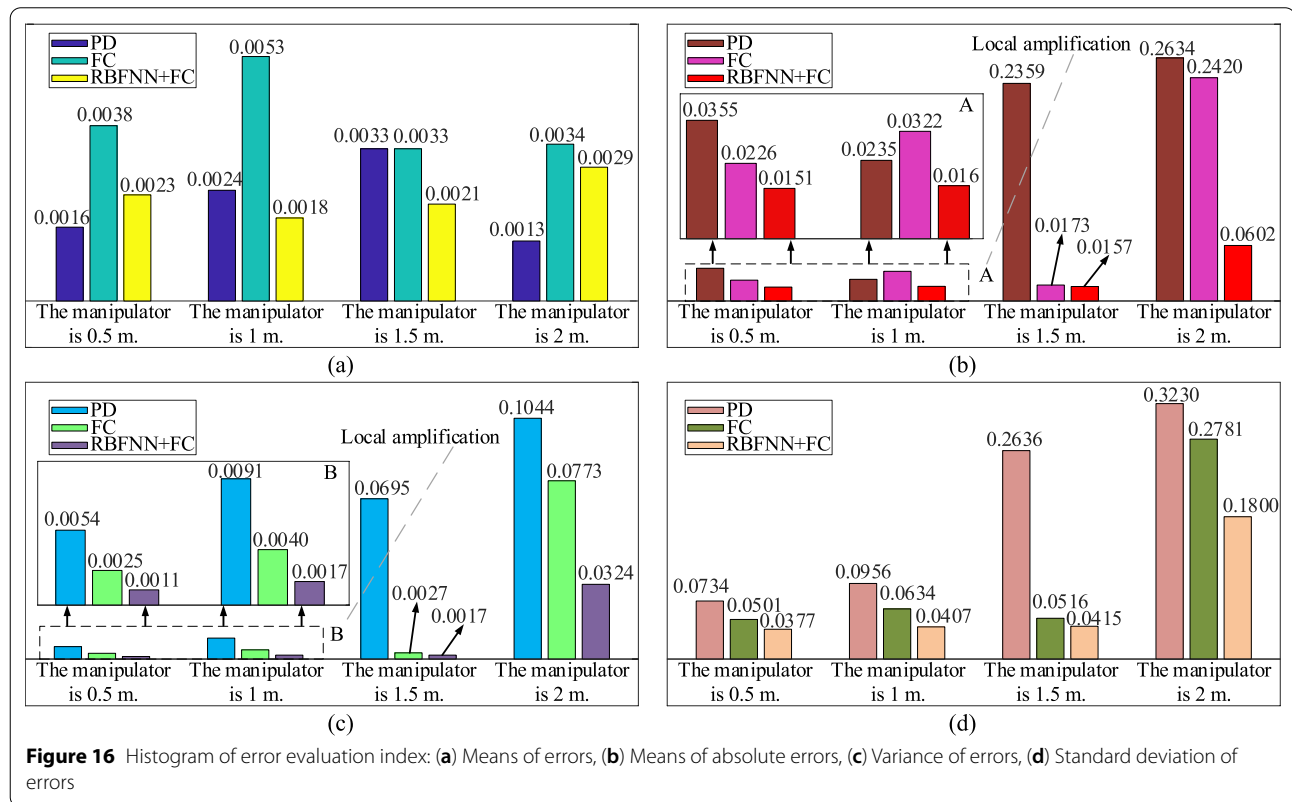 PD
FC
RBFNN+FC
0.0016
0.0038
0.0023
0.0024
0.0053
0.0018
0.0033
0.0033
0.0021
0.0013
0.0034
0.0029
The manipulator
is 0.5 m.
The manipulator
is 1 m.
The manipulator
is 1.5 m.
The manipulator
is 2 m.
(a)
PD
FC
RBFNN+FC
Local amplification
A
0.0355
0.0226
0.0151
0.0235
0.0322
0.016
A
0.2359
0.0173
0.0157
0.2634
0.2420
0.0602
The manipulator
is 0.5 m.
The manipulator
is 1 m.
The manipulator
is 1.5 m.
The manipulator
is 2 m.
(b)
PD
FC
RBFNN+FC
Local amplification
B
0.0054
0.0025
0.0011
0.0091
0.0040
0.0017
B
0.0695
0.0027
0.0017
0.1044
0.0773
0.0324
The manipulator
is 0.5 m.
The manipulator
is 1 m.
The manipulator
is 1.5 m.
The manipulator
is 2 m.
(c)
PD
FC
RBFNN+FC
0.0734
0.0501
0.0377
0.0956
0.0634
0.0407
0.2636
0.0516
0.0415
0.3230
0.2781
0.1800
The manipulator
is 0.5 m.
The manipulator
is 1 m.
The manipulator
is 1.5 m.
The manipulator
is 2 m.
(d)
Figure 16 Histogram of error evaluation index: (a) Means of errors, (b) Means of absolute errors, (c) Variance of errors, (d) Standard deviation of
errors